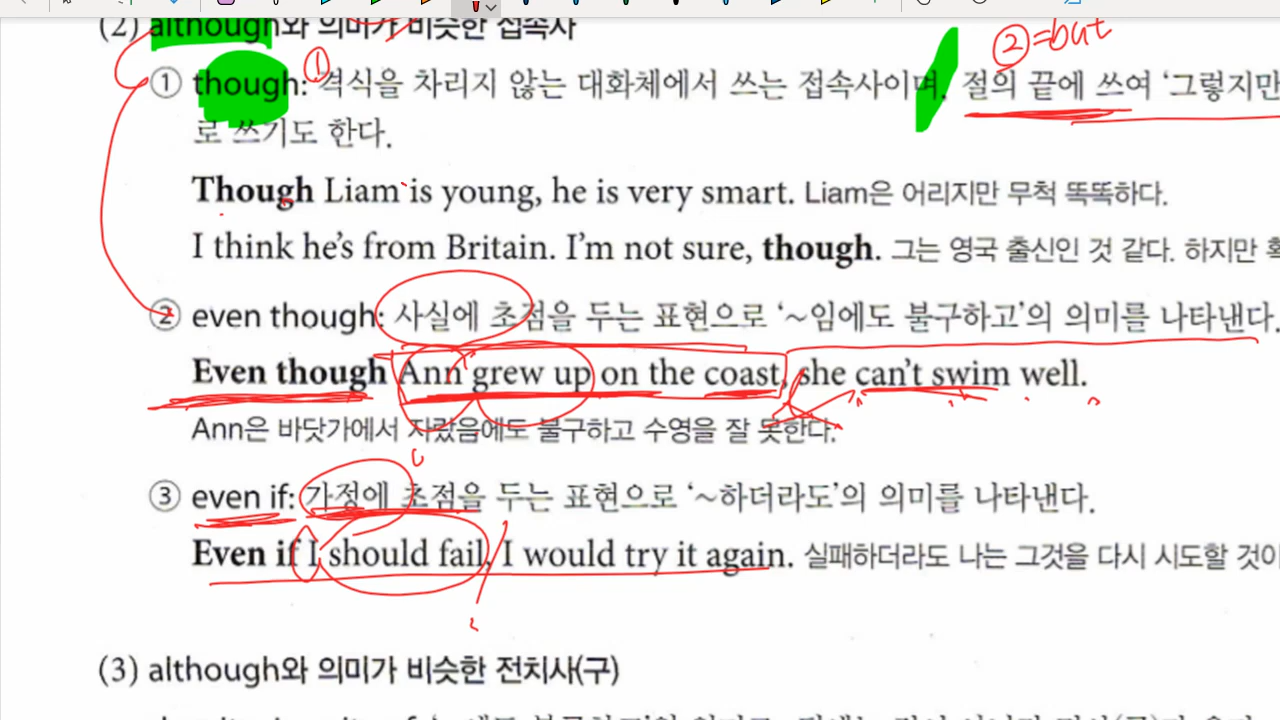 (2) although와 의미가 비슷한 접속사
②=but
① though: ① 격식을 차리지 않는 대화체에서 쓰는 접속사이며, 절의 끝에 쓰여 ‘그렇지만
로 쓰기도 한다.
Though Liam is young, he is very smart. Liam은 어리지만 무척 똑똑하다.
I think he’s from Britain. I’m not sure, though. 그는 영국 출신인 것 같다. 하지만
② even though: 사실에 초점을 두는 표현으로 ‘~임에도 불구하고’의 의미를 나타낸다.
Even though Ann grew up on the coast, she can’t swim well.
Ann은 바닷가에서 자랐음에도 불구하고 수영을 잘 못한다.
③ even if: 가정에 초점을 두는 표현으로 ‘~하더라도’의 의미를 나타낸다.
Even if I should fail, I would try it again. 실패하더라도 나는 그것을 다시 시도할 것이
(3) although와 의미가 비슷한 전치사(구)